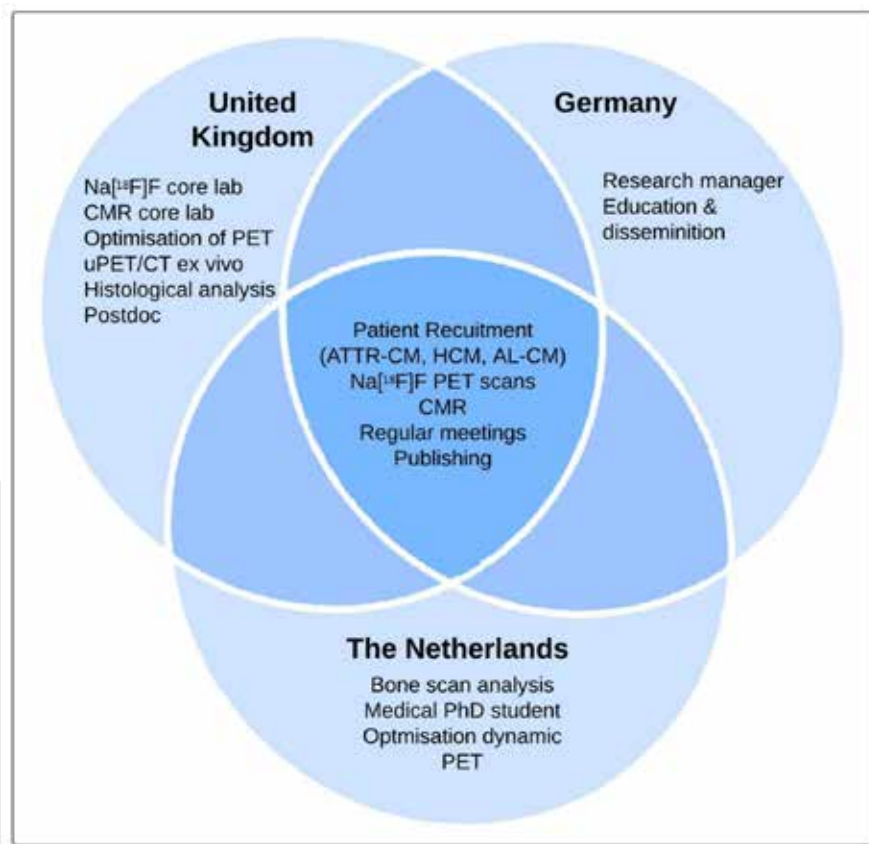 United
Kingdom
Na[¹⁸F]F core lab
CMR core lab
Optimisation of PET
uPET/CT ex vivo
Histological analysis
Postdoc
Germany
Research manager
Education &
disseminition
Patient Recuitment
(ATTR-CM, HCM, AL-CM)
Na[¹⁸F]F PET scans
CMR
Regular meetings
Publishing
The Netherlands
Bone scan analysis
Medical PhD student
Optmisation dynamic
PET